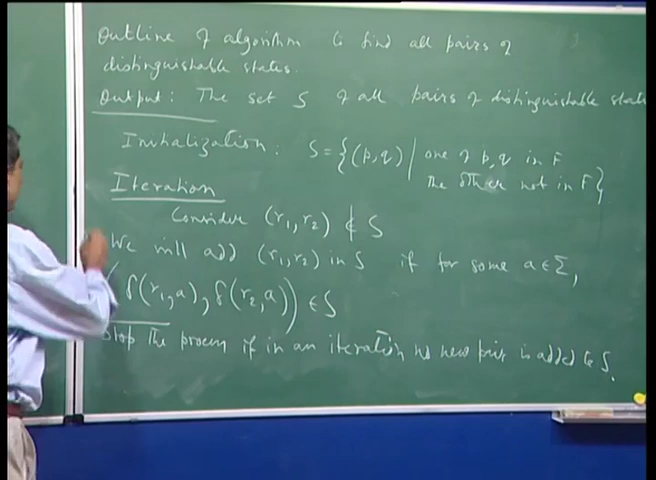 Outline of algorithm to find all pairs of
distinguishable states.
Output: The set S of all pairs of distinguishable state
Initialization: S = {(p,q) | one of p,q in F
the other not in F}
Iteration
Consider (r₁,r₂) ∉ S
We will add (r₁,r₂) in S if for some a ∈ Σ,
(δ(r₁,a), δ(r₂,a)) ∈ S
Stop the process if in an iteration no new pair is added to S.